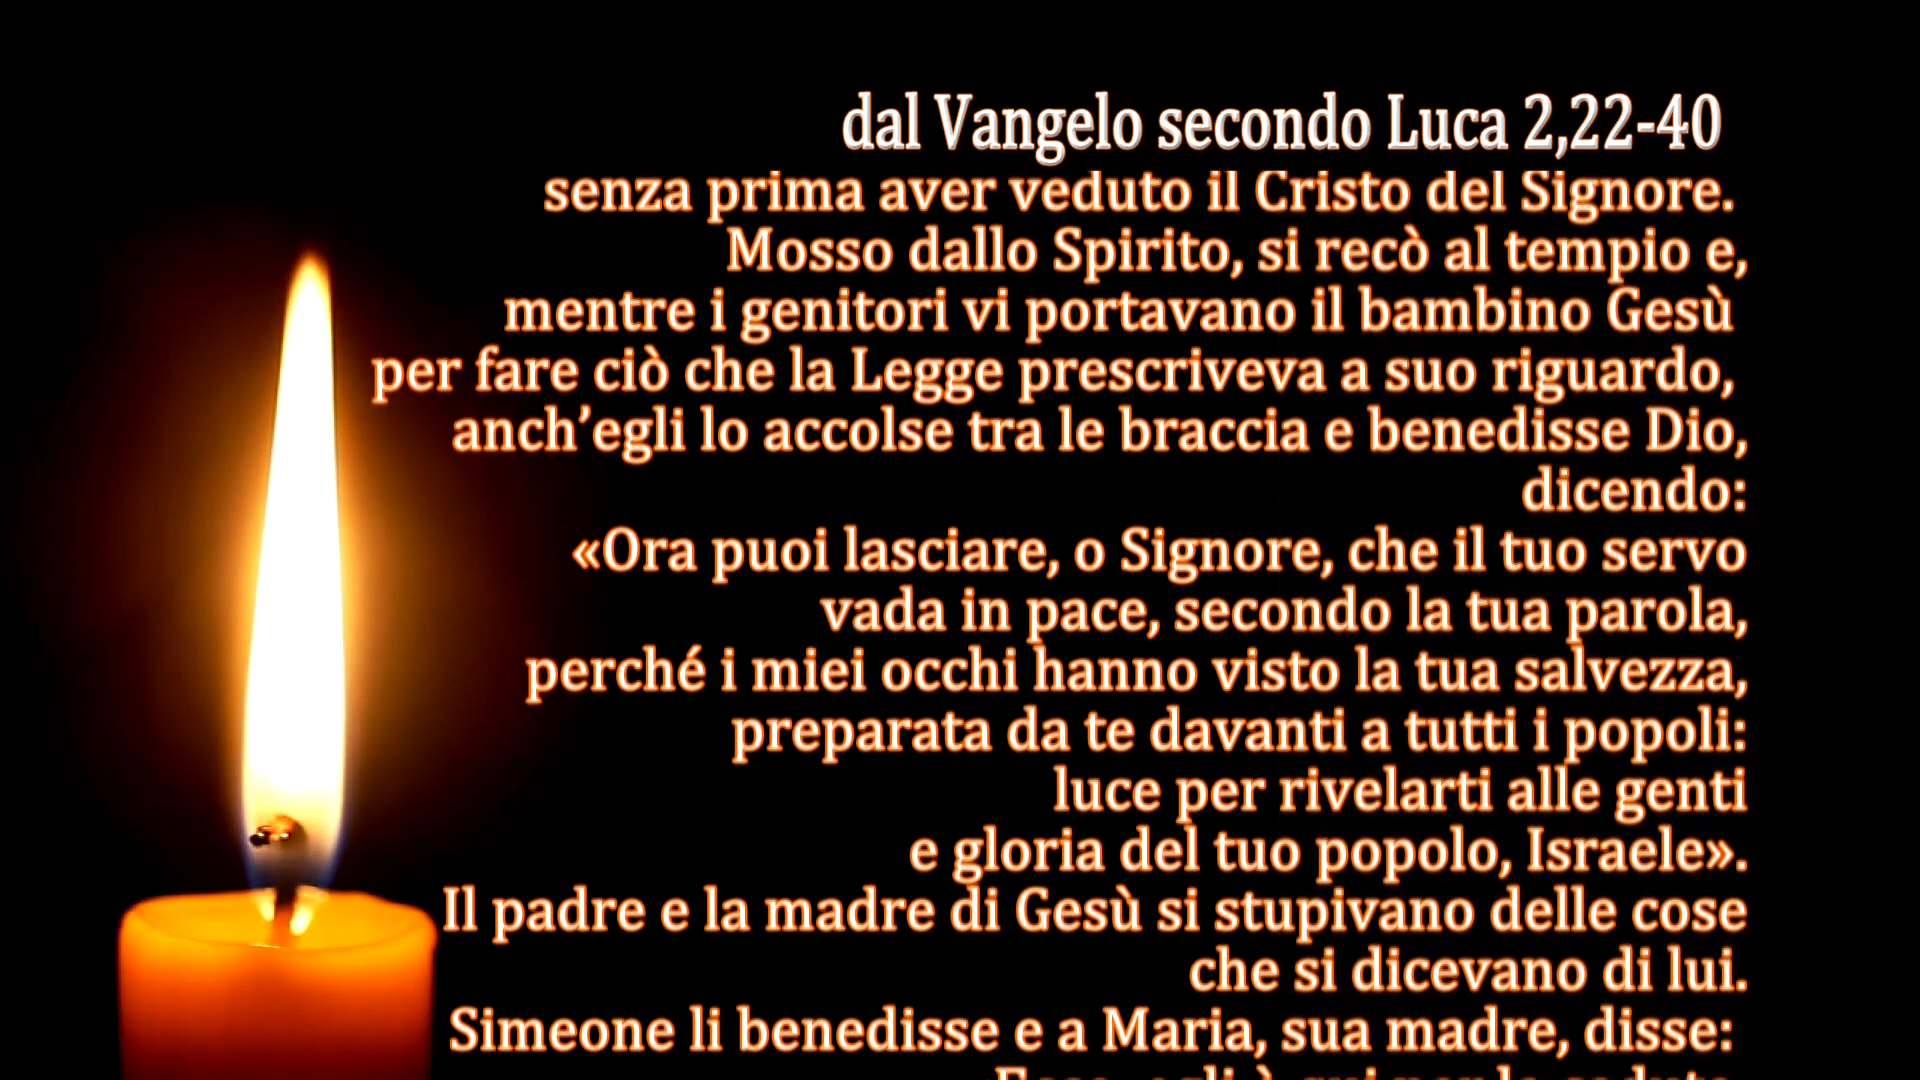 dal Vangelo secondo Luca 2,22-40
senza prima aver veduto il Cristo del Signore.
Mosso dallo Spirito, si recò al tempio e,
mentre i genitori vi portavano il bambino Gesù
per fare ciò che la Legge prescriveva a suo riguardo,
anch’egli lo accolse tra le braccia e benedisse Dio,
dicendo:
«Ora puoi lasciare, o Signore, che il tuo servo
vada in pace, secondo la tua parola,
perché i miei occhi hanno visto la tua salvezza,
preparata da te davanti a tutti i popoli:
luce per rivelarti alle genti
e gloria del tuo popolo, Israele».
Il padre e la madre di Gesù si stupivano delle cose
che si dicevano di lui.
Simeone li benedisse e a Maria, sua madre, disse: